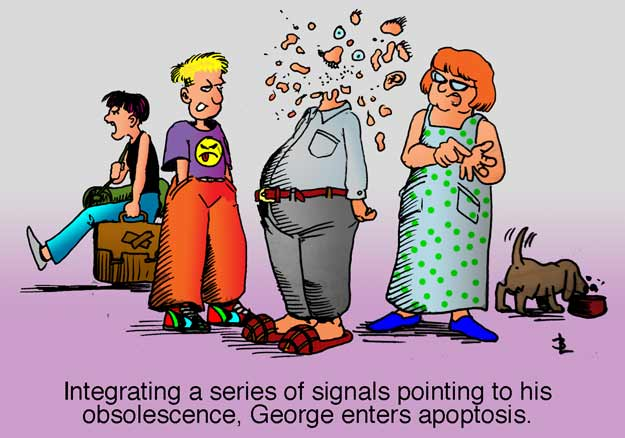 Integrating a series of signals pointing to his
obsolescence, George enters apoptosis.